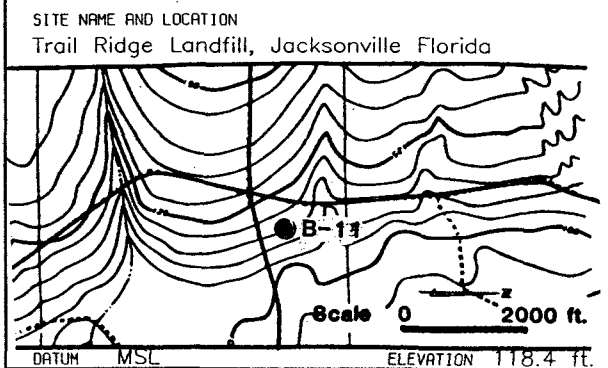 SITE NAME AND LOCATION
Trail Ridge Landfill, Jacksonville Florida
Scale
0 2000 ft.
DATUM MSL ELEVATION 118.4 ft.